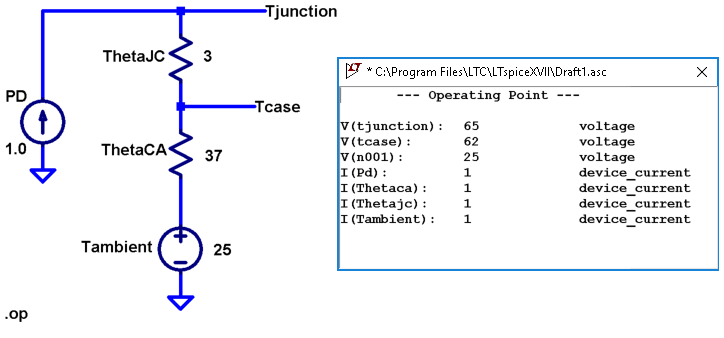 Tjunction
ThetaJC 3
PD
1.0
Tcase
ThetaCA 37
Tambient 25
.op
LT * C:\Program Files\LTC\LTspiceXVII\Draft1.asc
--- Operating Point ---
V(tjunction): 65 voltage
V(tcase): 62 voltage
V(n001): 25 voltage
I(Pd): 1 device_current
I(Thetaca): 1 device_current
I(Thetajc): 1 device_current
I(Tambient): 1 device_current